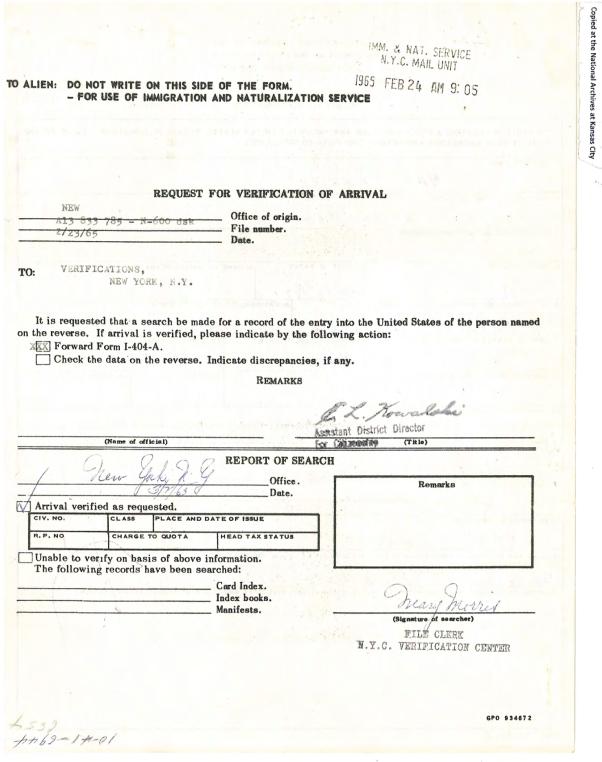 Copied at the National Archives at Kansas City
IMM. & NAT. SERVICE
N.Y.C. MAIL UNIT
1965 FEB 24 AM 9:05
TO ALIEN: DO NOT WRITE ON THIS SIDE OF THE FORM.
– FOR USE OF IMMIGRATION AND NATURALIZATION SERVICE
REQUEST FOR VERIFICATION OF ARRIVAL
NEW Office of origin.
A13 833 785 - N-600 dsk File number.
2/23/65 Date.
TO: VERIFICATIONS,
NEW YORK, N.Y.
It is requested that a search be made for a record of the entry into the United States of the person named
on the reverse. If arrival is verified, please indicate by the following action:
XXX Forward Form I-404-A.
Check the data on the reverse. Indicate discrepancies, if any.
REMARKS
E. L. Kowalski
Assistant District Director
For Citizenship
(Name of official) (Title)
REPORT OF SEARCH
New York, N.Y Office.
Date.
Remarks
Arrival verified as requested.
CIV. NO. CLASS PLACE AND DATE OF ISSUE
R. P. NO CHARGE TO QUOTA HEAD TAX STATUS
Unable to verify on basis of above information.
The following records have been searched:
Card Index.
Index books.
Manifests.
Mary Morris
(Signature of searcher)
FILE CLERK
N.Y.C. VERIFICATION CENTER
GPO 934672